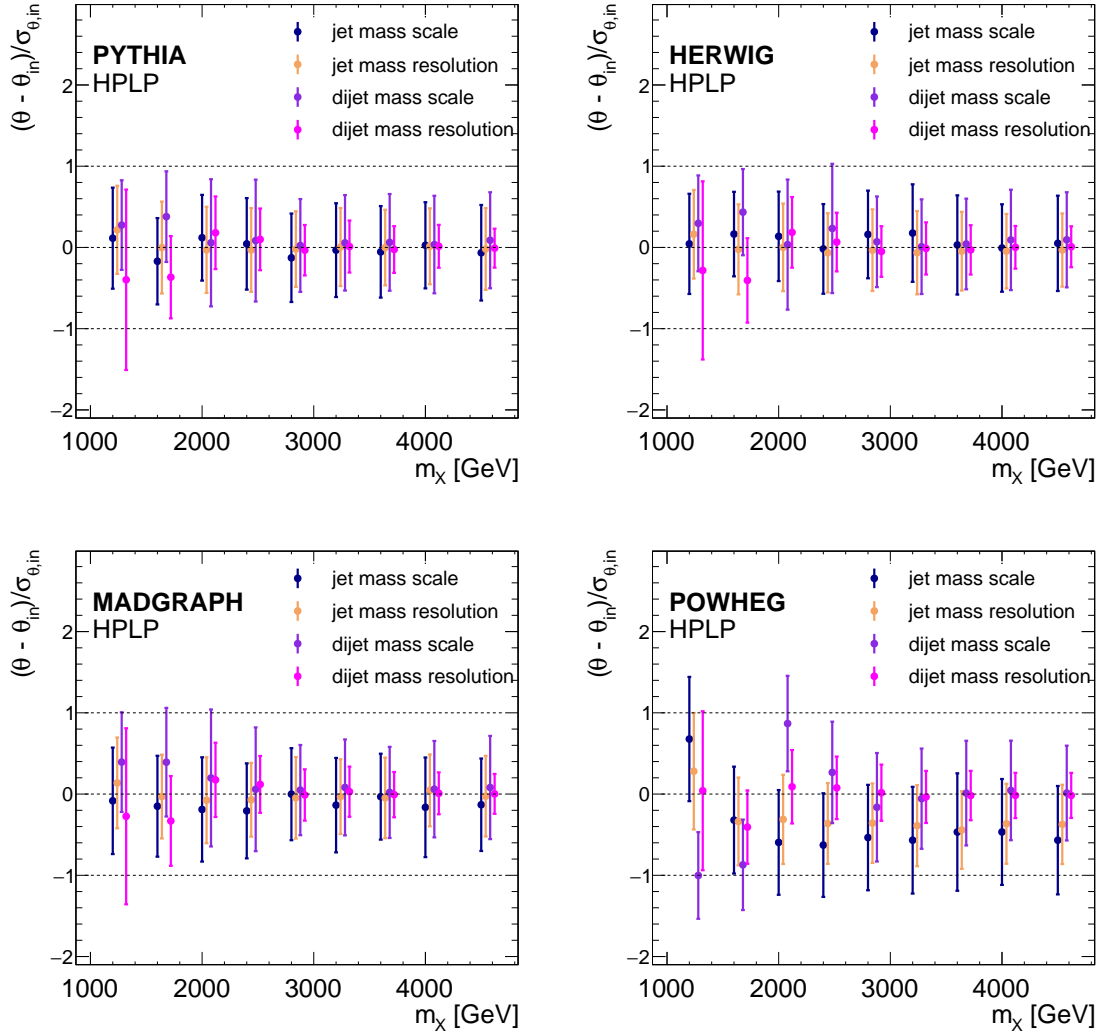 (θ - θin)/σθ,in
PYTHIA
HPLP
jet mass scale
jet mass resolution
dijet mass scale
dijet mass resolution
2
1
0
−1
−2
1000 2000 3000 4000
mX [GeV]
(θ - θin)/σθ,in
HERWIG
HPLP
jet mass scale
jet mass resolution
dijet mass scale
dijet mass resolution
2
1
0
−1
−2
1000 2000 3000 4000
mX [GeV]
(θ - θin)/σθ,in
MADGRAPH
HPLP
jet mass scale
jet mass resolution
dijet mass scale
dijet mass resolution
2
1
0
−1
−2
1000 2000 3000 4000
mX [GeV]
(θ - θin)/σθ,in
POWHEG
HPLP
jet mass scale
jet mass resolution
dijet mass scale
dijet mass resolution
2
1
0
−1
−2
1000 2000 3000 4000
mX [GeV]